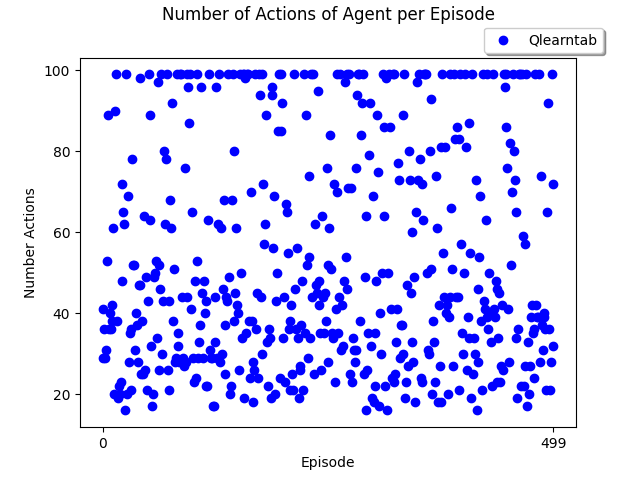 Number of Actions of Agent per Episode
Qlearntab
100
80
60
40
20
Number Actions
0
499
Episode